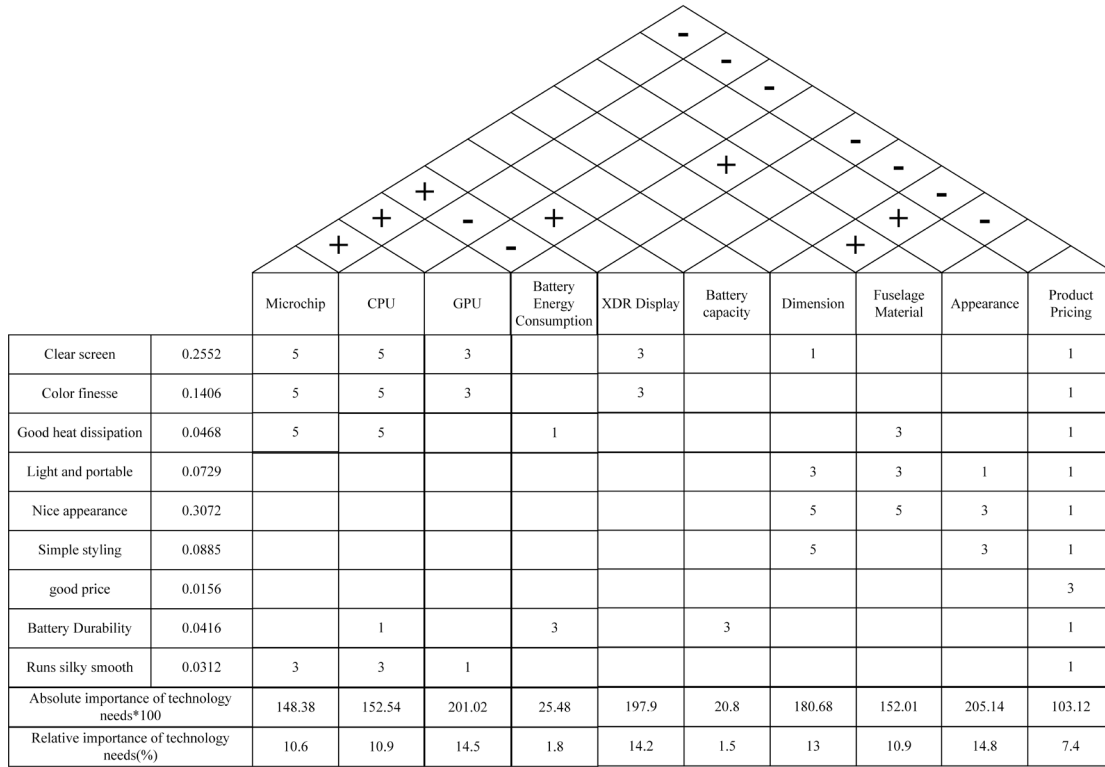 -
-
-
-
+ -
+ -
+ - + + -
+ - +
Microchip CPU GPU Battery Energy Consumption XDR Display Battery capacity Dimension Fuselage Material Appearance Product Pricing
Clear screen 0.2552 5 5 3 3 1 1
Color finesse 0.1406 5 5 3 3 1
Good heat dissipation 0.0468 5 5 1 3 1
Light and portable 0.0729 3 3 1 1
Nice appearance 0.3072 5 5 3 1
Simple styling 0.0885 5 3 1
good price 0.0156 3
Battery Durability 0.0416 1 3 3 1
Runs silky smooth 0.0312 3 3 1 1
Absolute importance of technology needs*100 148.38 152.54 201.02 25.48 197.9 20.8 180.68 152.01 205.14 103.12
Relative importance of technology needs(%) 10.6 10.9 14.5 1.8 14.2 1.5 13 10.9 14.8 7.4